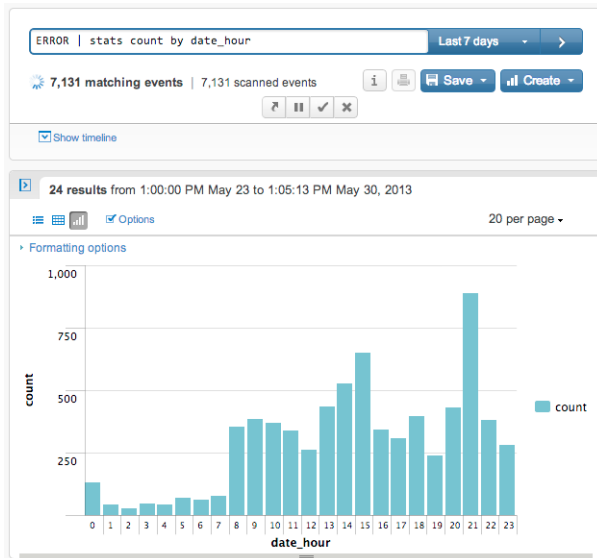 ERROR | stats count by date_hour
Last 7 days
7,131 matching events | 7,131 scanned events
i
Save
Create
Show timeline
24 results from 1:00:00 PM May 23 to 1:05:13 PM May 30, 2013
Options
20 per page
Formatting options
1,000
750
500
250
count
count
0 1 2 3 4 5 6 7 8 9 10 11 12 13 14 15 16 17 18 19 20 21 22 23
date_hour